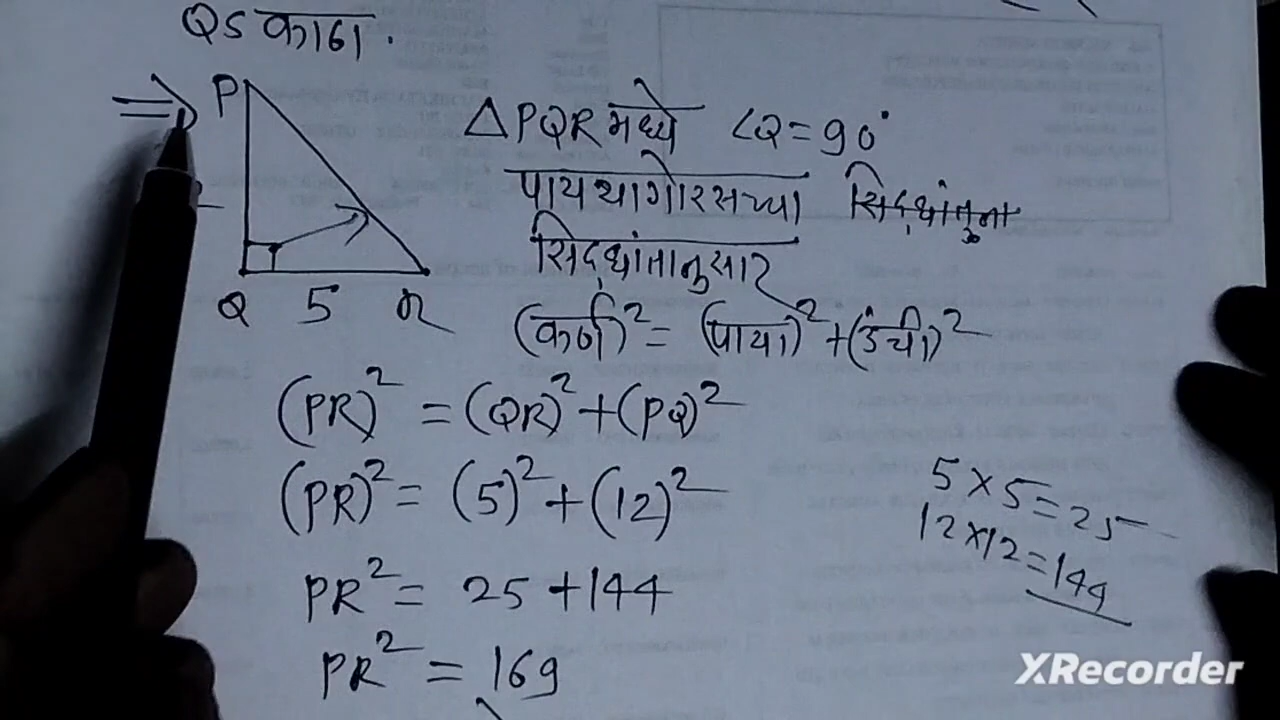 QS काढा.
⇒ P
△PQR मध्ये ∠Q=90°
पायथागोरसच्या सिद्धांतुना
सिद्धांतानुसार
Q 5 R
(कर्ण)² = (पाया)² + (उंची)²
(PR)² = (QR)² + (PQ)²
(PR)² = (5)² + (12)²
5 × 5 = 25
12 × 12 = 144
PR² = 25 + 144
PR² = 169
XRecorder